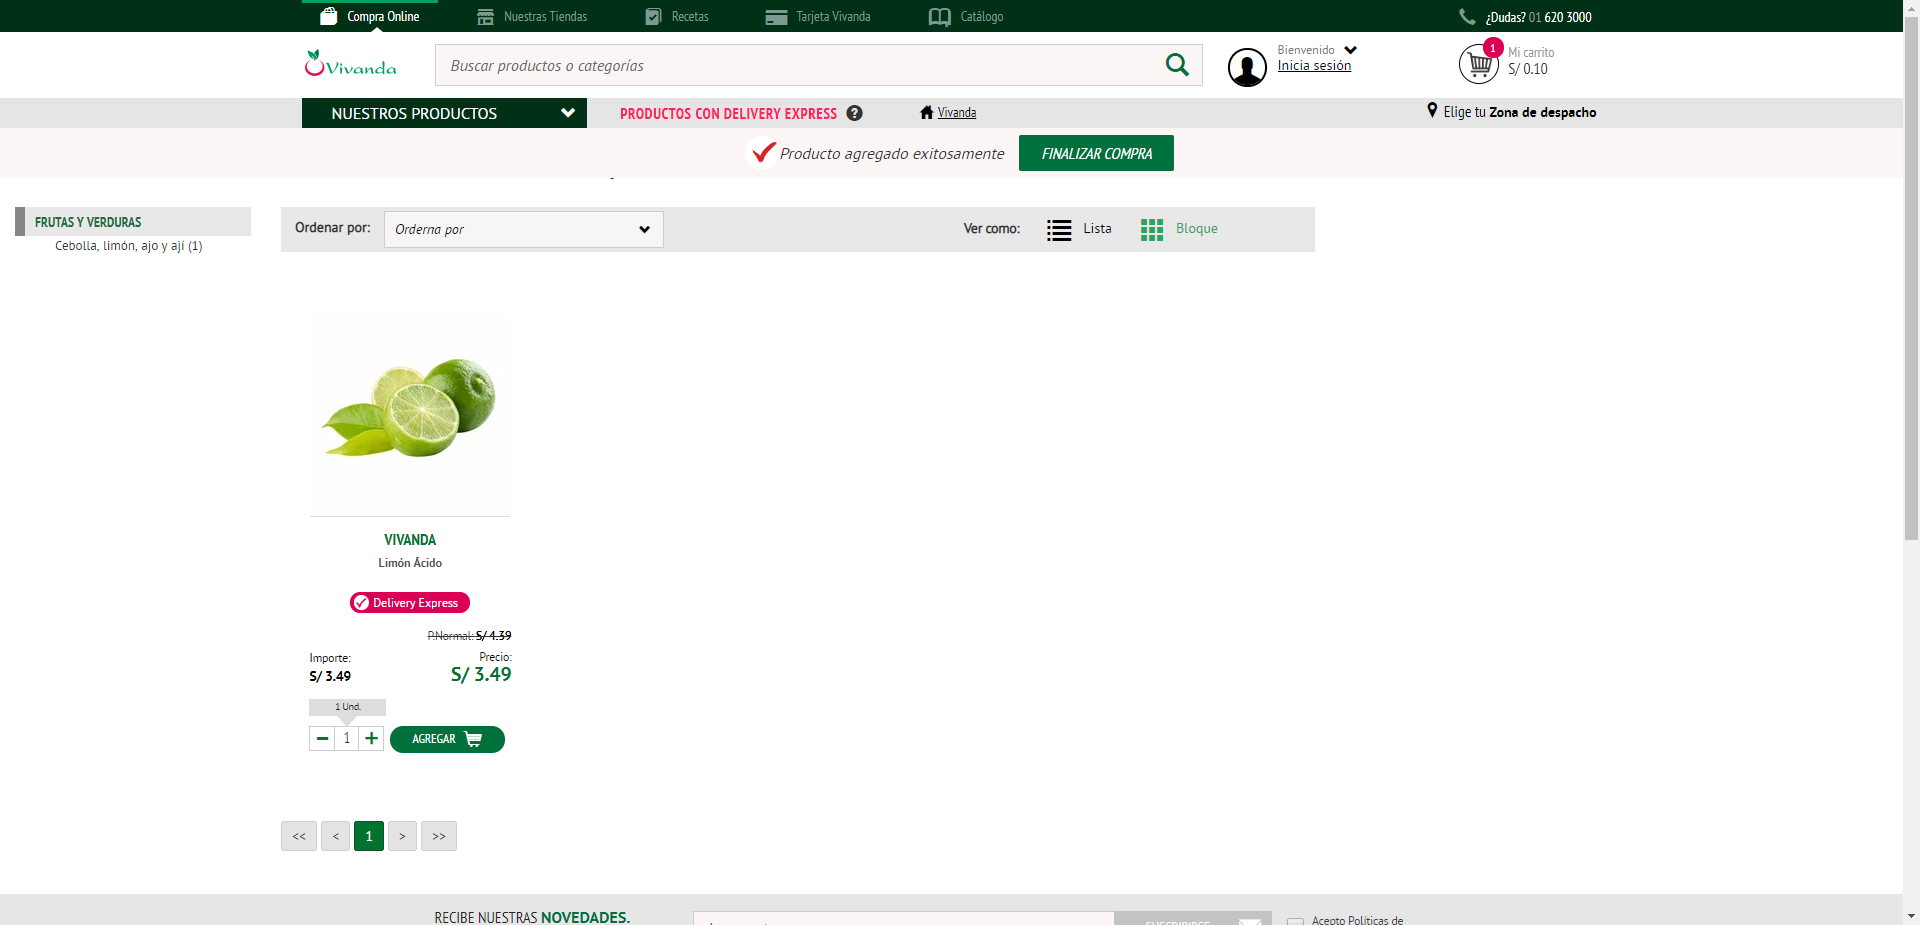 Compra Online
Nuestras Tiendas
Recetas
Tarjeta Vivanda
Catálogo
¿Dudas? 01 620 3000
Vivanda
Buscar productos o categorías
Bienvenido
Inicia sesión
1
Mi carrito
S/ 0.10
NUESTROS PRODUCTOS
PRODUCTOS CON DELIVERY EXPRESS ?
Vivanda
Elige tu Zona de despacho
Producto agregado exitosamente
FINALIZAR COMPRA
FRUTAS Y VERDURAS
Cebolla, limón, ajo y ají (1)
Ordenar por:
Orderna por
Ver como:
Lista
Bloque
VIVANDA
Limón Ácido
Delivery Express
P.Normal: S/ 4.39
Importe:
Precio:
S/ 3.49
S/ 3.49
1 Und.
1
AGREGAR
<< < 1 > >>
RECIBE NUESTRAS NOVEDADES.
Acepto Políticas de